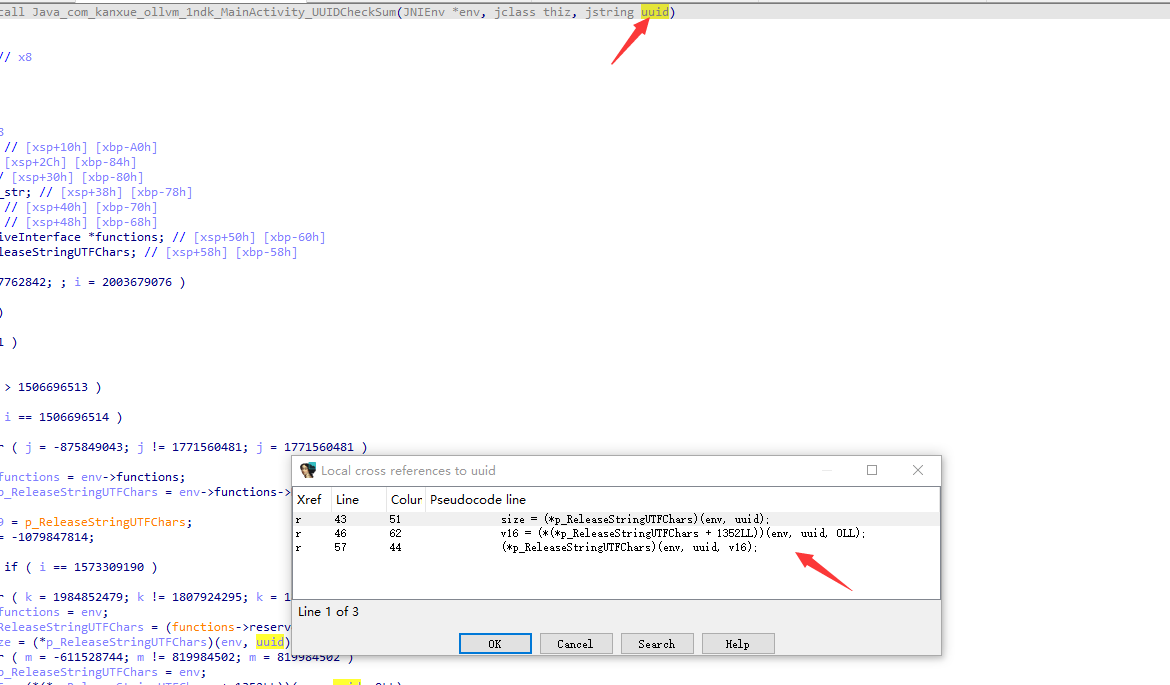 call Java_com_kanxue_ollvm_1ndk_MainActivity_UUIDCheckSum(JNIEnv *env, jclass thiz, jstring uuid)
// x8
8
// [xsp+10h] [xbp-A0h]
[xsp+2Ch] [xbp-84h]
/ [xsp+30h] [xbp-80h]
_str; // [xsp+38h] [xbp-78h]
// [xsp+40h] [xbp-70h]
// [xsp+48h] [xbp-68h]
iveInterface *functions; // [xsp+50h] [xbp-60h]
leaseStringUTFChars; // [xsp+58h] [xbp-58h]
7762842; ; i = 2003679076 )
)
1 )
> 1506696513 )
i == 1506696514 )
r ( j = -875849043; j != 1771560481; j = 1771560481 )
functions = env->functions;
p_ReleaseStringUTFChars = env->functions->
9 = p_ReleaseStringUTFChars;
= -1079847814;
if ( i == 1573309190 )
r ( k = 1984852479; k != 1807924295; k = 1
functions = env;
ReleaseStringUTFChars = (functions->reserv
ze = (*p_ReleaseStringUTFChars)(env, uuid)
r ( m = -611528744; m != 819984502; m = 819984502 )
p_ReleaseStringUTFChars = env;
Local cross references to uuid
Xref Line Colur Pseudocode line
r 43 51 size = (*p_ReleaseStringUTFChars)(env, uuid);
r 46 62 v16 = (*(*p_ReleaseStringUTFChars + 1352LL))(env, uuid, 0LL);
r 57 44 (*p_ReleaseStringUTFChars)(env, uuid, v16);
Line 1 of 3
OK Cancel Search Help